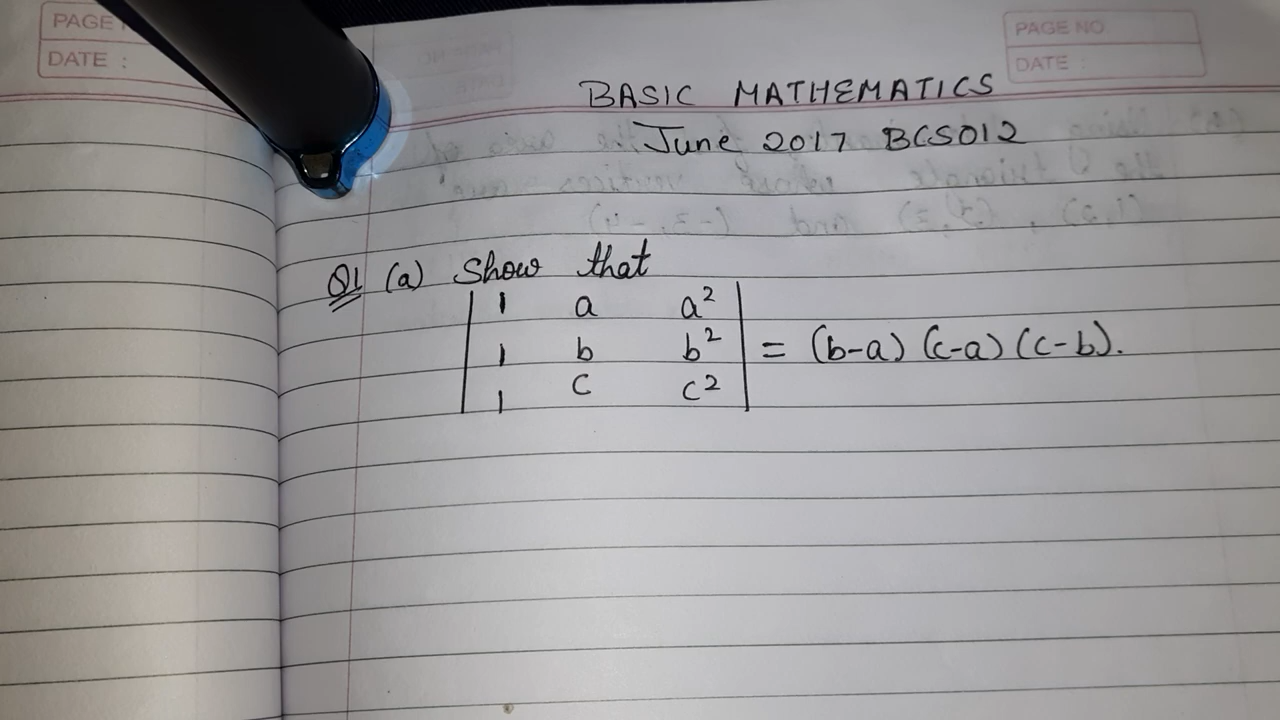 PAGE
DATE :
PAGE NO
DATE :
BASIC MATHEMATICS
June 2017 BCS012
Q1 (a) Show that
| 1 a a² |
| 1 b b² | = (b-a) (c-a) (c-b).
| 1 c c² |